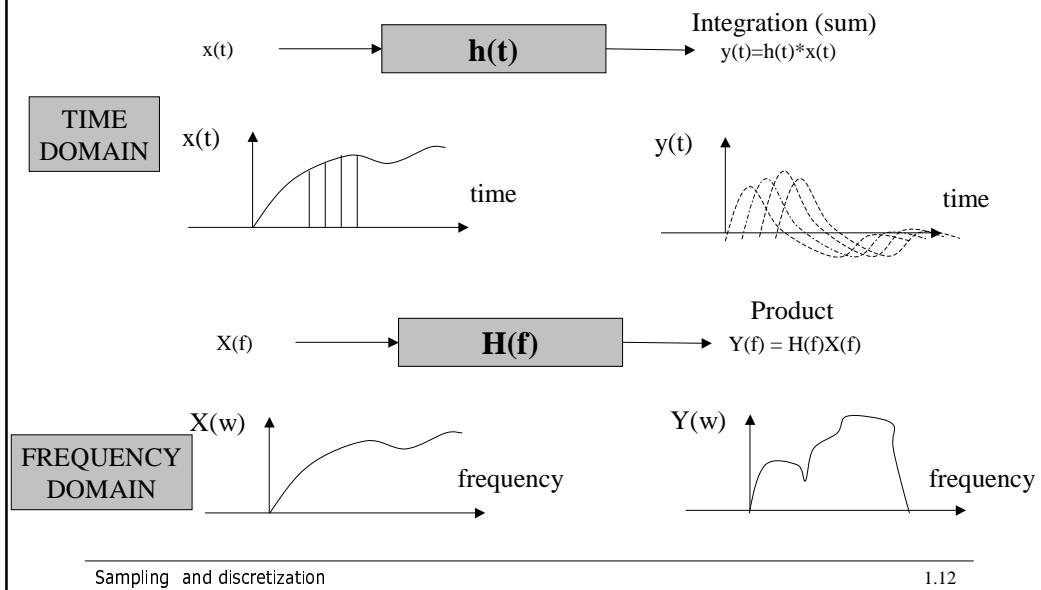 Integration (sum)
x(t)
h(t)
y(t)=h(t)*x(t)
TIME
DOMAIN
x(t)
time
y(t)
time
Product
X(f)
H(f)
Y(f) = H(f)X(f)
FREQUENCY
DOMAIN
X(w)
frequency
Y(w)
frequency
Sampling and discretization
1.12